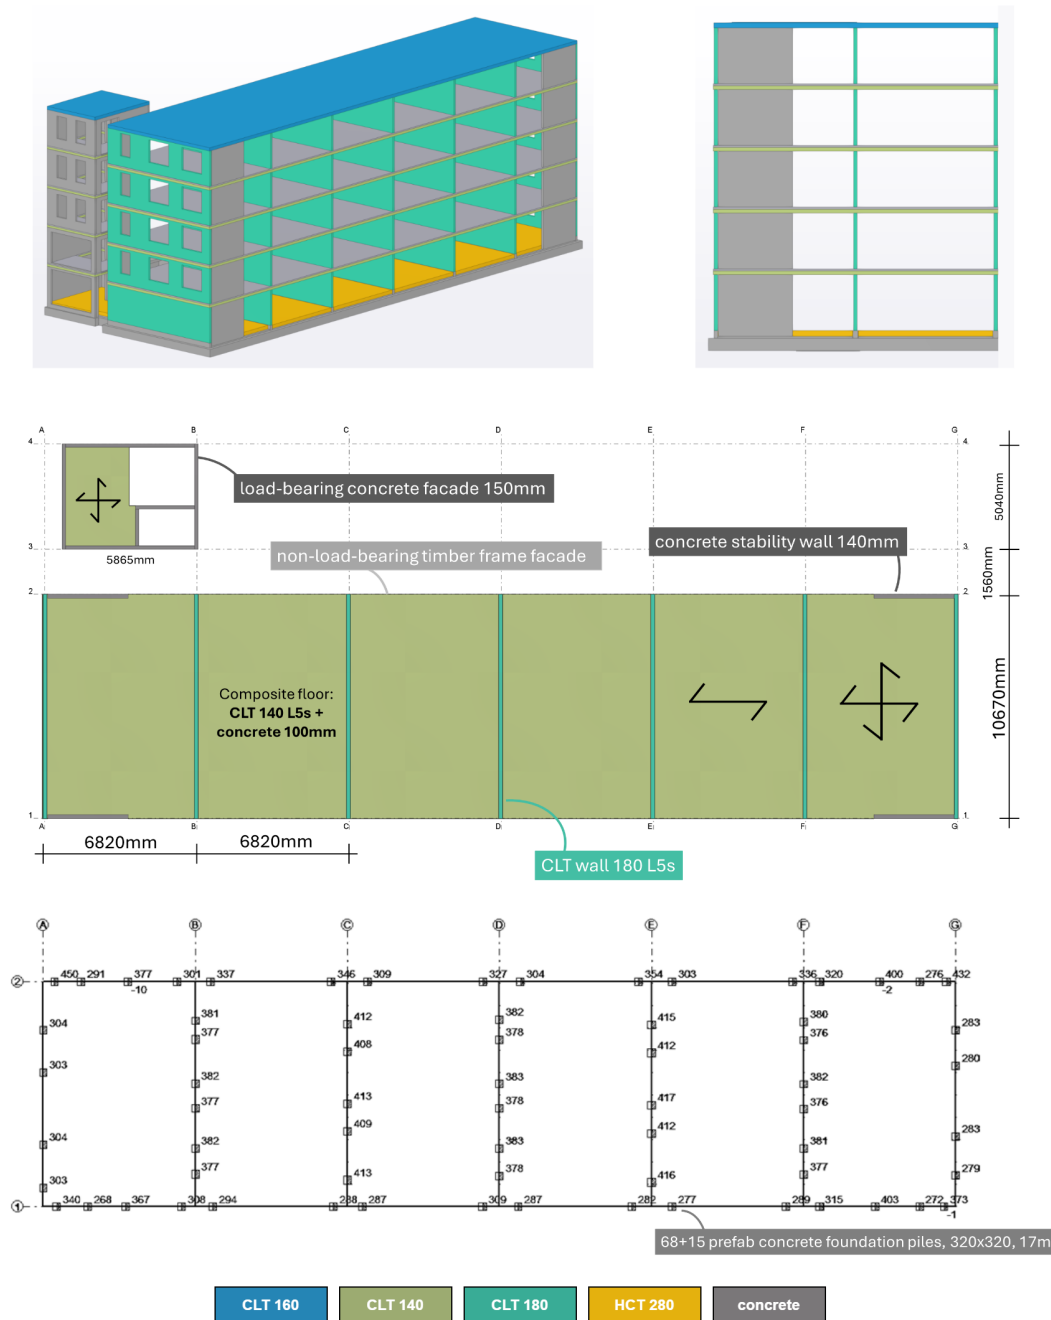 A B C D E F G
4 4
load-bearing concrete facade 150mm
5040mm
concrete stability wall 140mm
3 3
5865mm
non-load-bearing timber frame facade
1560mm
2 2
Composite floor:
CLT 140 L5s +
concrete 100mm
10670mm
1 1
A B C D E F G
6820mm 6820mm
CLT wall 180 L5s
A B C D E F G
2 450 291 377 301 337 346 309 327 304 354 303 336 320 400 276 432
-10 -2
304 381 412 382 415 380 283
377 408 378 412 376 280
303 382 413 383 417 382
377 409 378 412 376
304 382 413 383 416 381 283
303 377 378 377 279
1 340 268 367 308 294 288 287 309 287 282 277 289 315 403 272 373
-1
68+15 prefab concrete foundation piles, 320x320, 17m
CLT 160 CLT 140 CLT 180 HCT 280 concrete